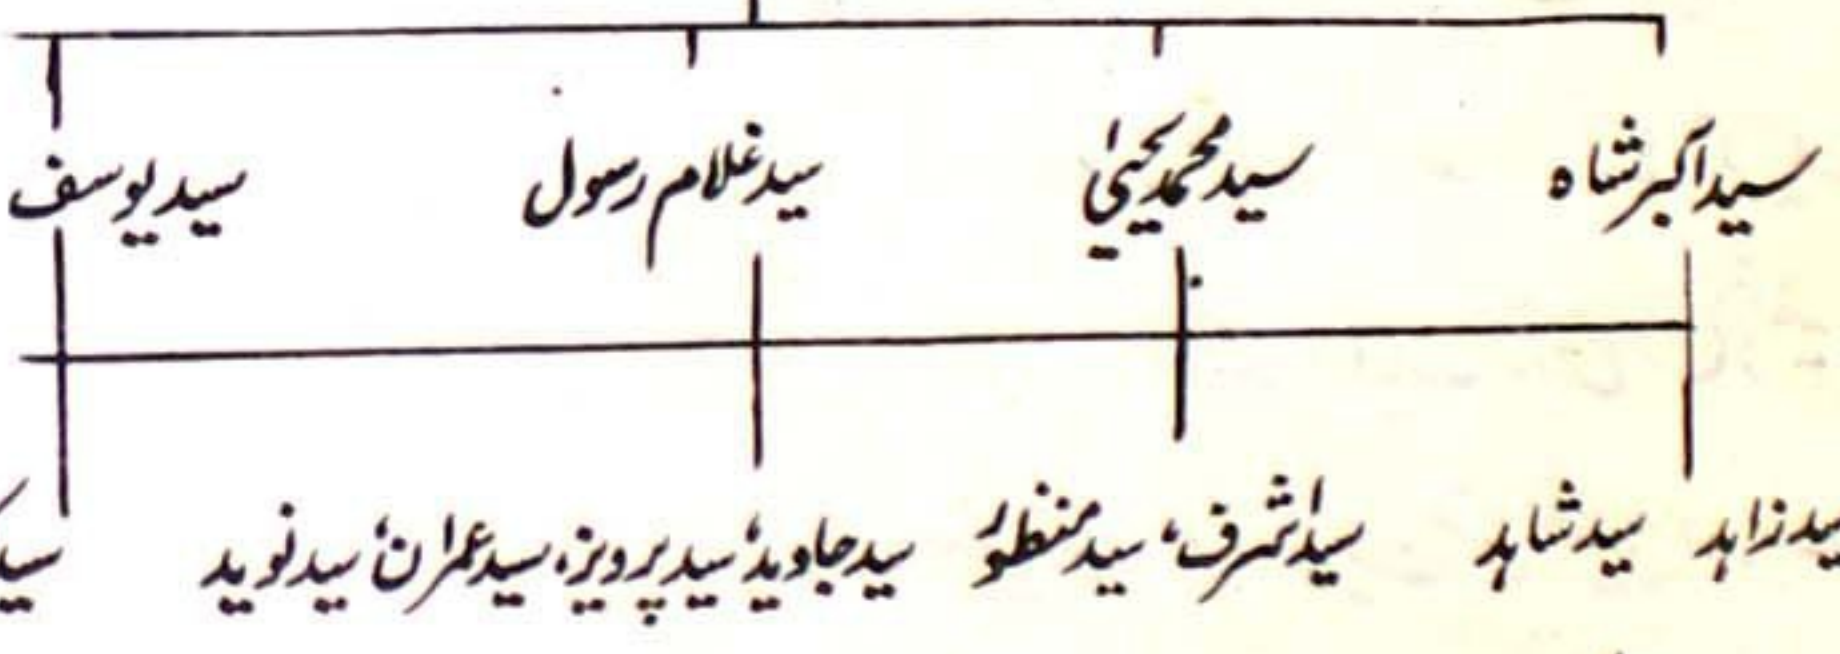 سید اکبر شاہ سید محمد یحییٰ سید غلام رسول سید یوسف
سید زاہد سید شاہد سید اشرف، سید منظور سید جاوید، سید پرویز، سید عمران، سید نوید سید